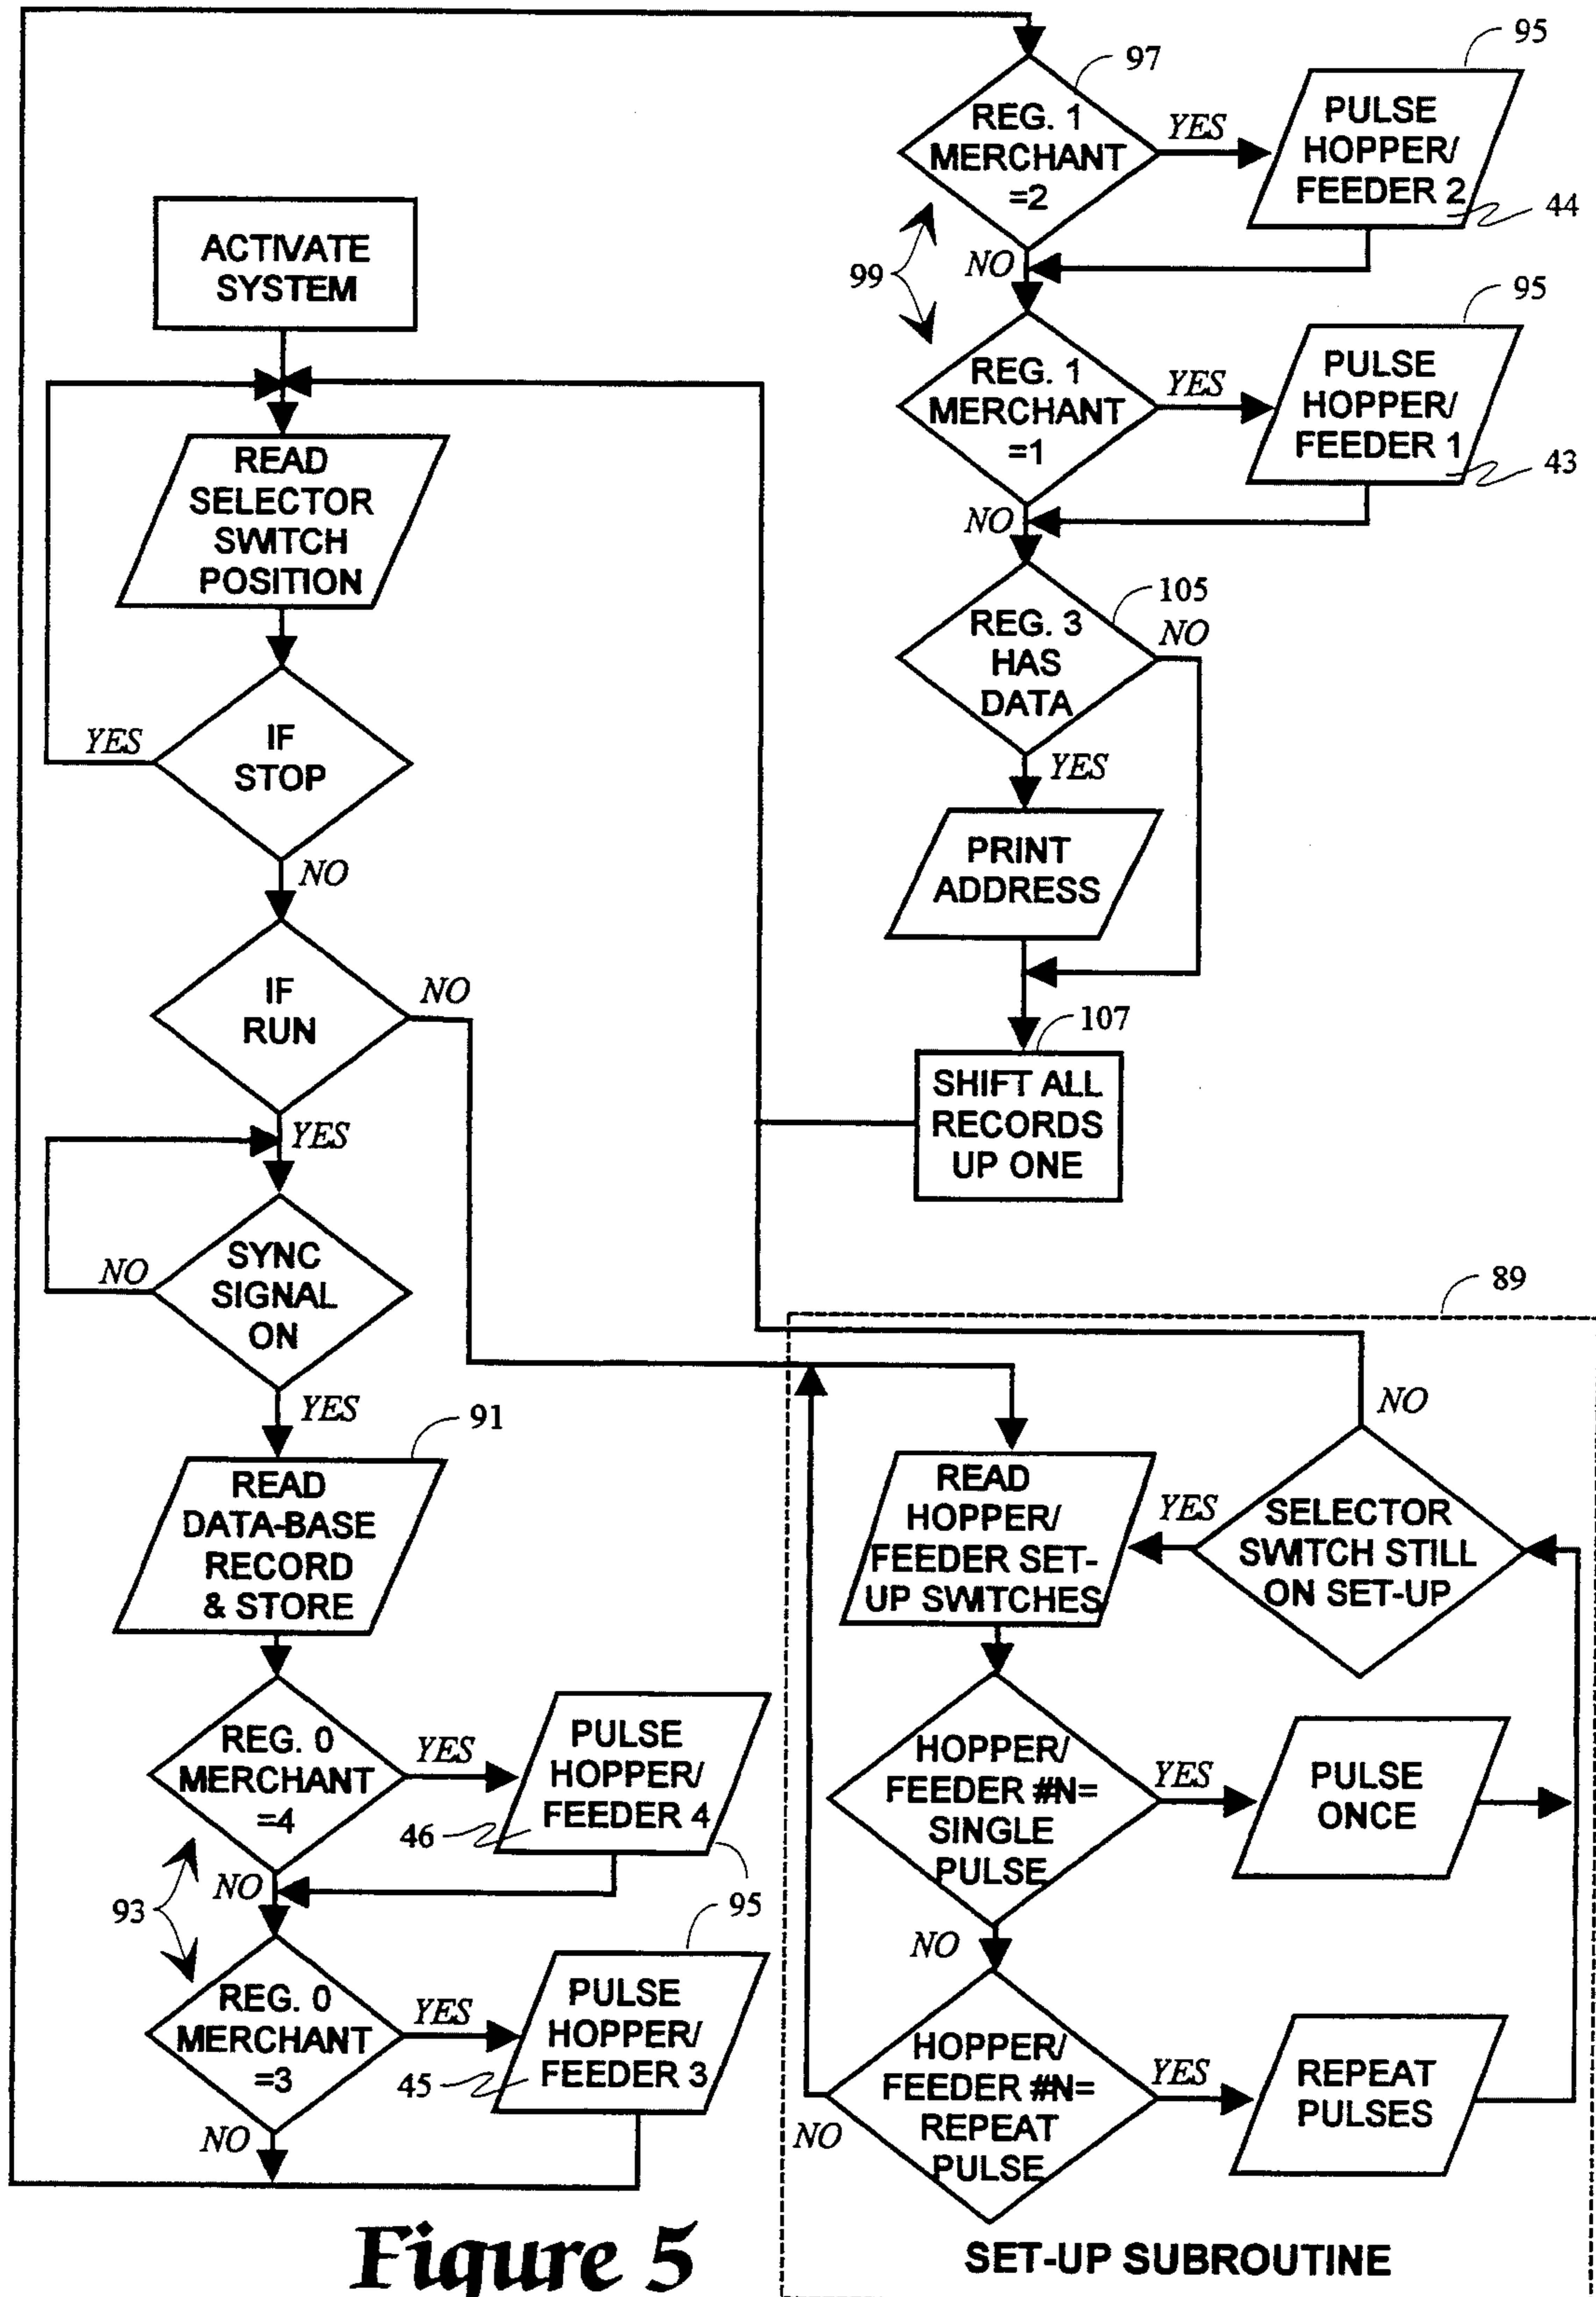 ACTIVATE
SYSTEM
READ
SELECTOR
SWITCH
POSITION
IF
STOP
YES
NO
IF
RUN
NO
YES
SYNC
SIGNAL
ON
NO
YES
91
READ
DATA-BASE
RECORD
& STORE
REG. 0
MERCHANT
=4
YES
PULSE
HOPPER/
FEEDER 4
46
95
NO
93
REG. 0
MERCHANT
=3
YES
PULSE
HOPPER/
FEEDER 3
45
NO
97
REG. 1
MERCHANT
=2
YES
95
PULSE
HOPPER/
FEEDER 2
44
NO
99
REG. 1
MERCHANT
=1
YES
95
PULSE
HOPPER/
FEEDER 1
43
NO
105
REG. 3
HAS
DATA
NO
YES
PRINT
ADDRESS
107
SHIFT ALL
RECORDS
UP ONE
89
NO
READ
HOPPER/
FEEDER SET-
UP SWITCHES
YES
SELECTOR
SWITCH STILL
ON SET-UP
HOPPER/
FEEDER #N=
SINGLE
PULSE
YES
PULSE
ONCE
NO
HOPPER/
FEEDER #N=
REPEAT
PULSE
YES
REPEAT
PULSES
NO
SET-UP SUBROUTINE
Figure 5